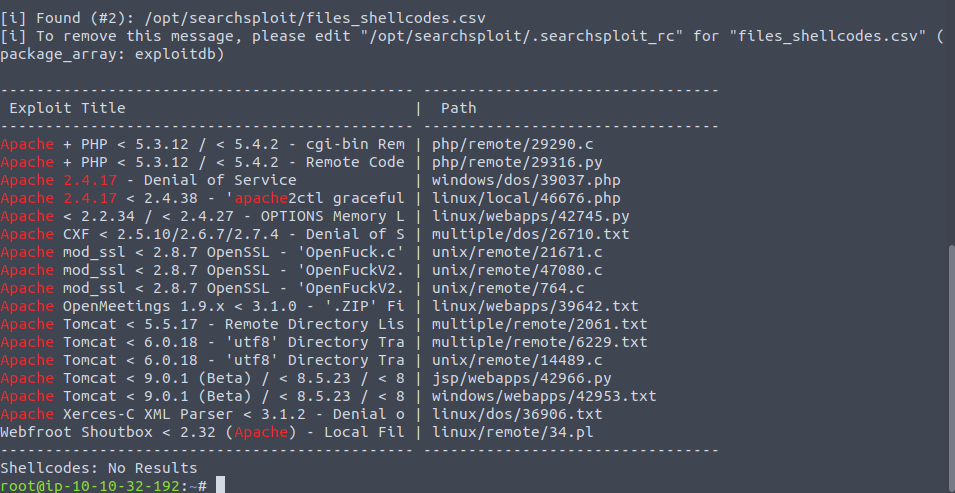 [i] Found (#2): /opt/searchsploit/files_shellcodes.csv
[i] To remove this message, please edit "/opt/searchsploit/.searchsploit_rc" for "files_shellcodes.csv" (
package_array: exploitdb)
---------------------------------------------- ---------------------------------
 Exploit Title                                |  Path
---------------------------------------------- ---------------------------------
Apache + PHP < 5.3.12 / < 5.4.2 - cgi-bin Rem | php/remote/29290.c
Apache + PHP < 5.3.12 / < 5.4.2 - Remote Code | php/remote/29316.py
Apache 2.4.17 - Denial of Service             | windows/dos/39037.php
Apache 2.4.17 < 2.4.38 - 'apache2ctl graceful | linux/local/46676.php
Apache < 2.2.34 / < 2.4.27 - OPTIONS Memory L | linux/webapps/42745.py
Apache CXF < 2.5.10/2.6.7/2.7.4 - Denial of S | multiple/dos/26710.txt
Apache mod_ssl < 2.8.7 OpenSSL - 'OpenFuck.c' | unix/remote/21671.c
Apache mod_ssl < 2.8.7 OpenSSL - 'OpenFuckV2. | unix/remote/47080.c
Apache mod_ssl < 2.8.7 OpenSSL - 'OpenFuckV2. | unix/remote/764.c
Apache OpenMeetings 1.9.x < 3.1.0 - '.ZIP' Fi | linux/webapps/39642.txt
Apache Tomcat < 5.5.17 - Remote Directory Lis | multiple/remote/2061.txt
Apache Tomcat < 6.0.18 - 'utf8' Directory Tra | multiple/remote/6229.txt
Apache Tomcat < 6.0.18 - 'utf8' Directory Tra | unix/remote/14489.c
Apache Tomcat < 9.0.1 (Beta) / < 8.5.23 / < 8 | jsp/webapps/42966.py
Apache Tomcat < 9.0.1 (Beta) / < 8.5.23 / < 8 | windows/webapps/42953.txt
Apache Xerces-C XML Parser < 3.1.2 - Denial o | linux/dos/36906.txt
Webfroot Shoutbox < 2.32 (Apache) - Local Fil | linux/remote/34.pl
---------------------------------------------- ---------------------------------
Shellcodes: No Results
root@ip-10-10-32-192:~#